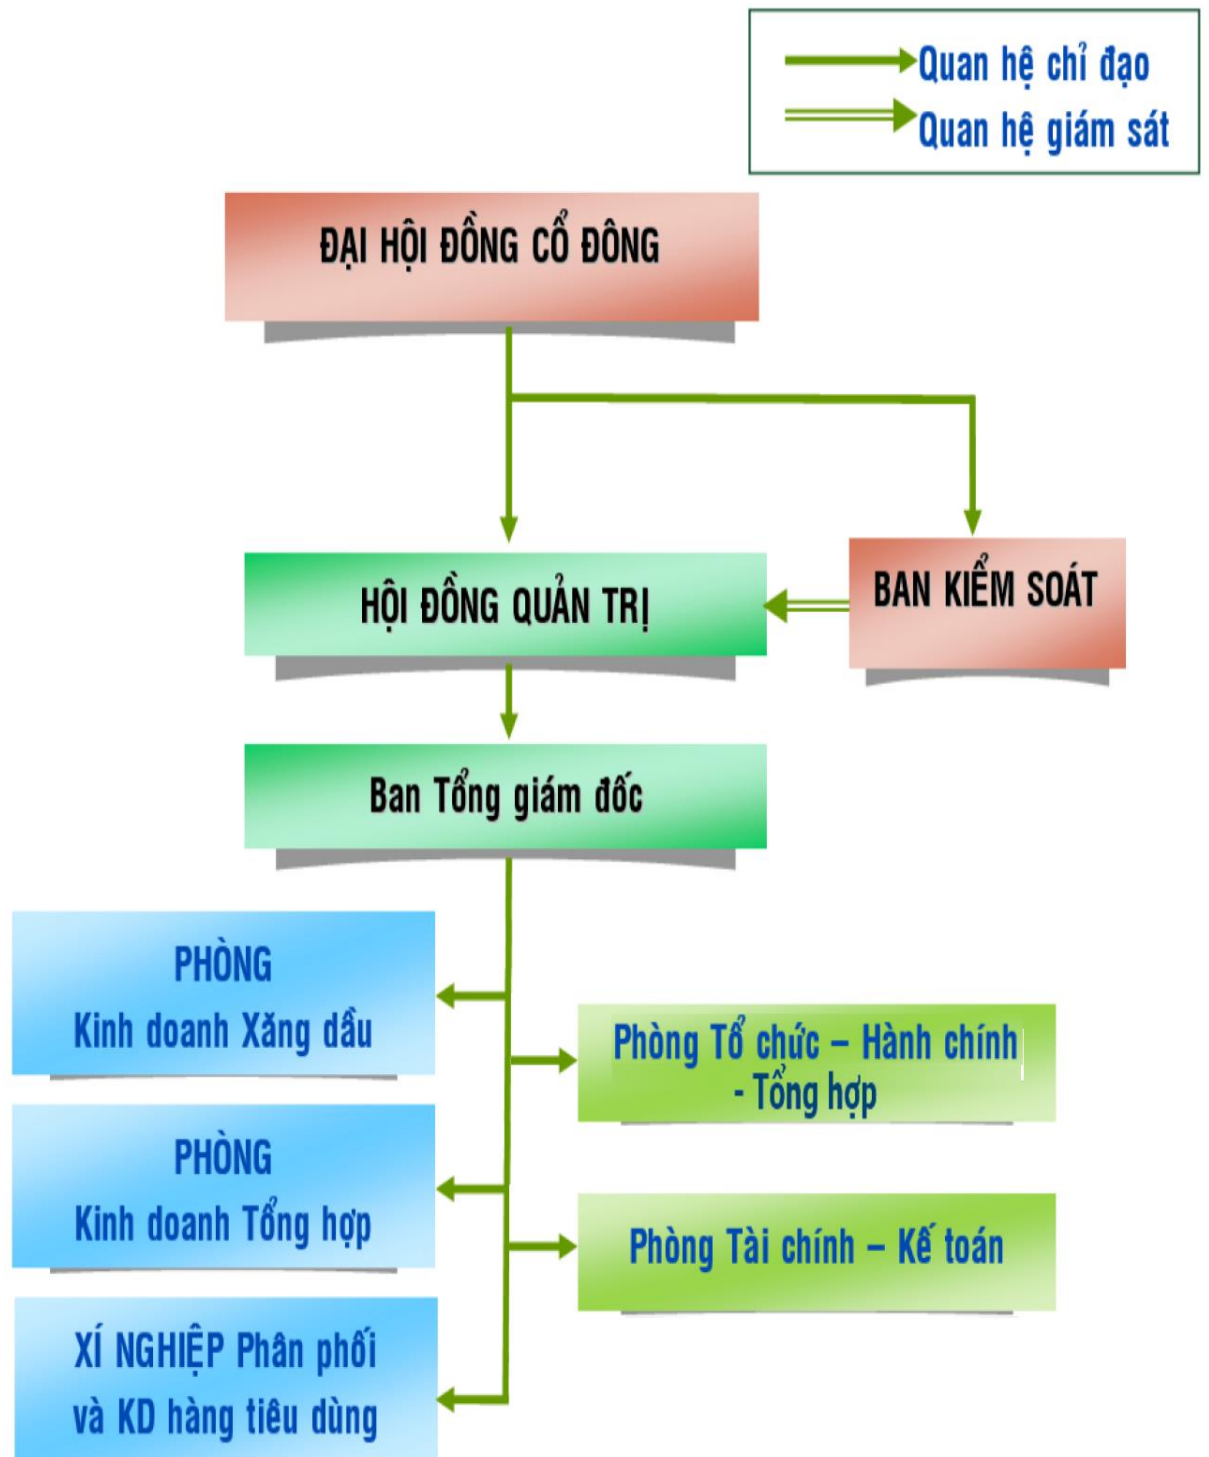 Quan hệ chỉ đạo
Quan hệ giám sát
ĐẠI HỘI ĐỒNG CỔ ĐÔNG
HỘI ĐỒNG QUẢN TRỊ
BAN KIỂM SOÁT
Ban Tổng giám đốc
PHÒNG
Kinh doanh Xăng dầu
Phòng Tổ chức – Hành chính
- Tổng hợp
PHÒNG
Kinh doanh Tổng hợp
Phòng Tài chính – Kế toán
XÍ NGHIỆP Phân phối
và KD hàng tiêu dùng